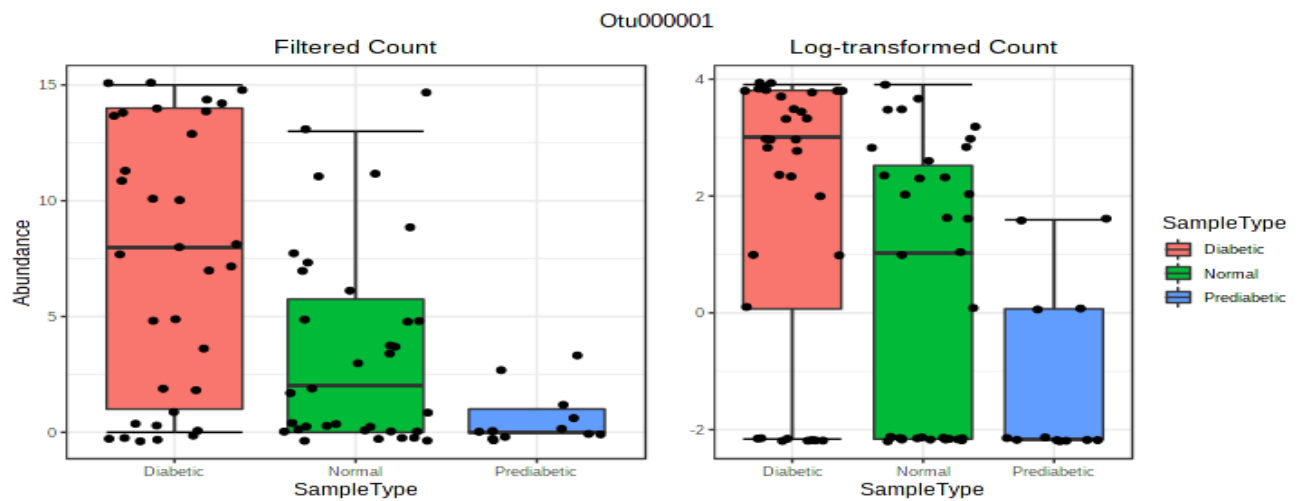 Otu000001
Filtered Count
Log-transformed Count
Abundance
15
10
5
0
Diabetic
Normal
Prediabetic
SampleType
4
2
0
-2
Diabetic
Normal
Prediabetic
SampleType
SampleType
Diabetic
Normal
Prediabetic